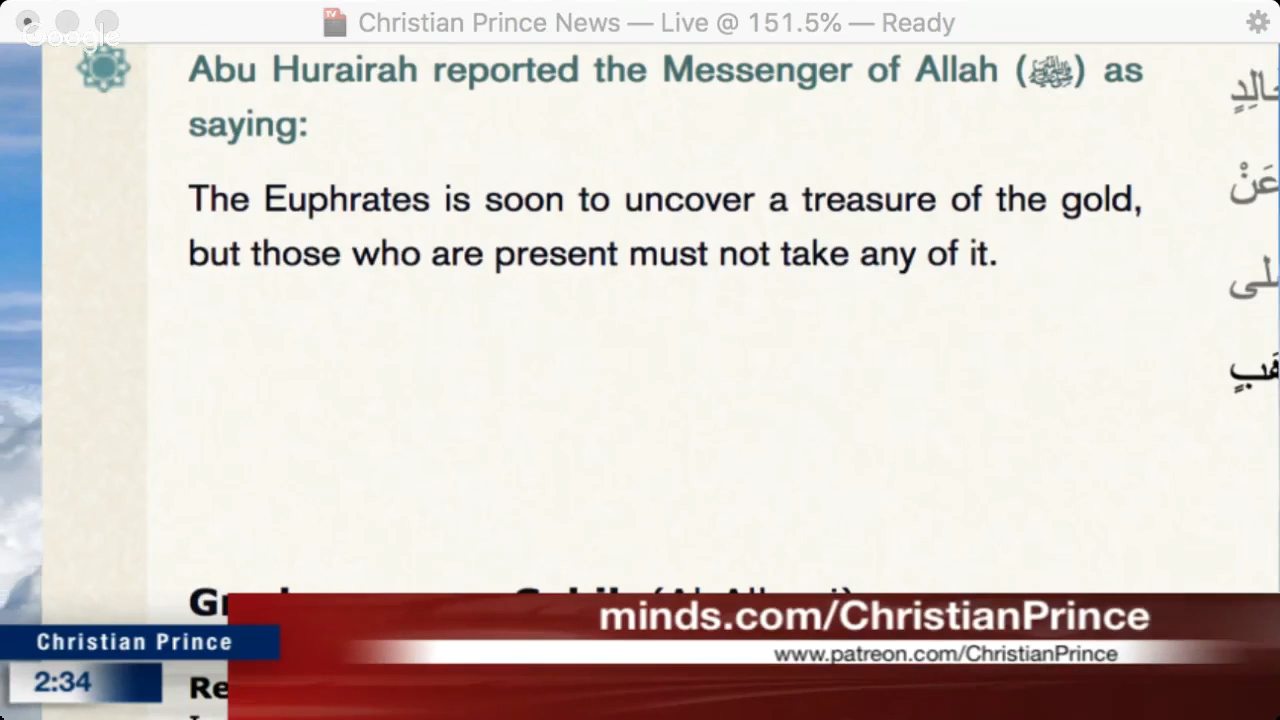 Christian Prince News — Live @ 151.5% — Ready
Google
Abu Hurairah reported the Messenger of Allah (ﷺ) as
saying:
The Euphrates is soon to uncover a treasure of the gold,
but those who are present must not take any of it.
عَنْ
minds.com/ChristianPrince
Christian Prince
www.patreon.com/ChristianPrince
2:34
Re